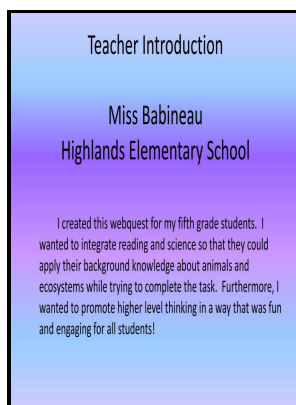 Teacher Introduction
Miss Babineau
Highlands Elementary School
I created this webquest for my fifth grade students.  I
wanted to integrate reading and science so that they could
apply their background knowledge about animals and
ecosystems while trying to complete the task.  Furthermore, I
wanted to promote higher level thinking in a way that was fun
and engaging for all students!